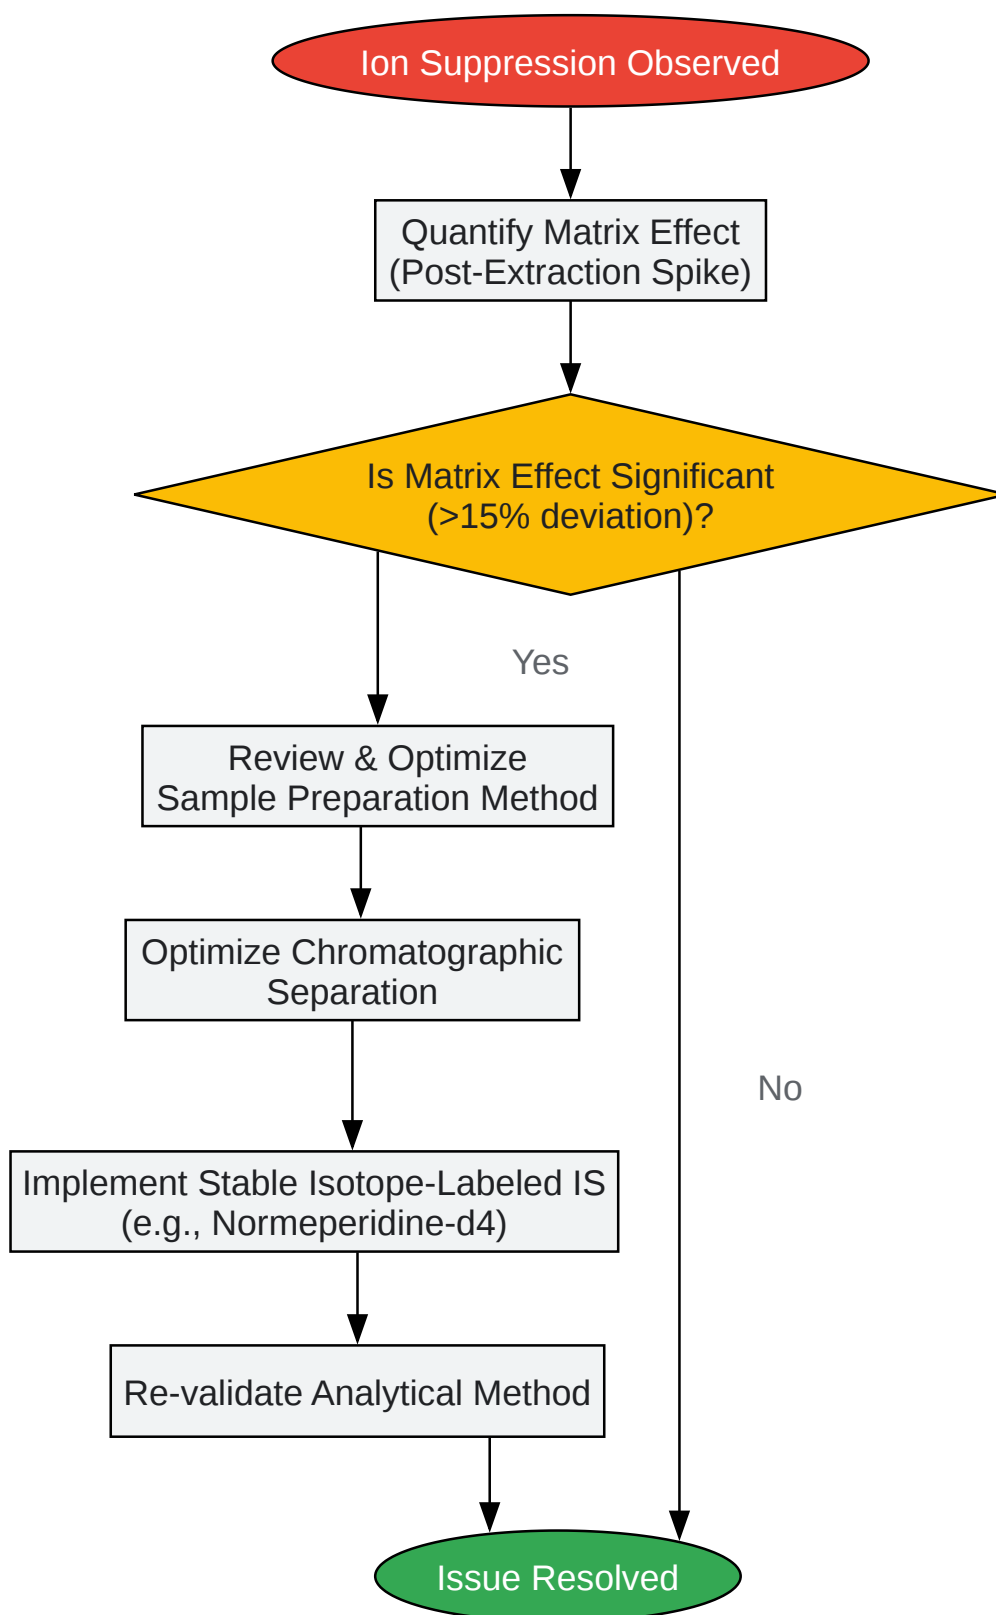 Ion Suppression Observed
Quantify Matrix Effect
(Post-Extraction Spike)
Is Matrix Effect Significant
(>15% deviation)?
Yes
Review & Optimize
Sample Preparation Method
Optimize Chromatographic
Separation
No
Implement Stable Isotope-Labeled IS
(e.g., Normeperidine-d4)
Re-validate Analytical Method
Issue Resolved